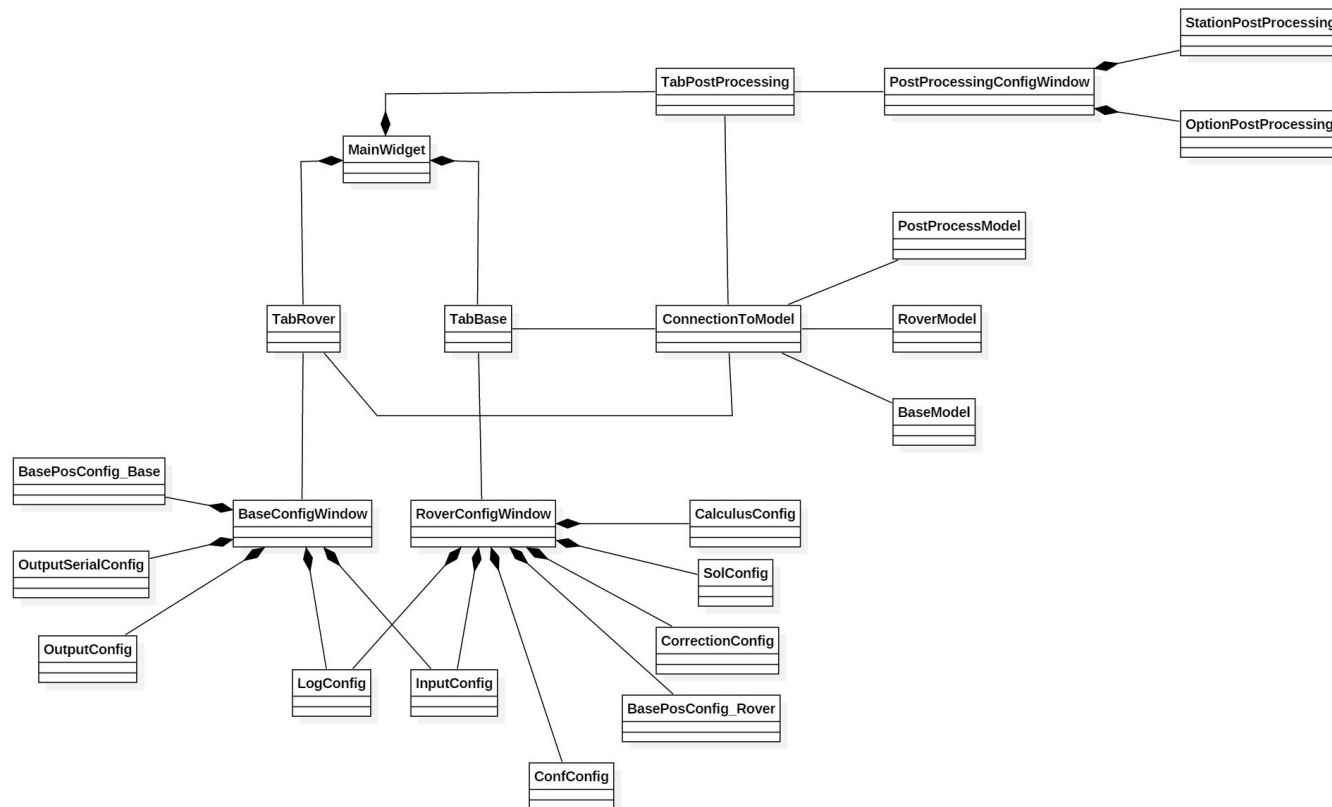 StationPostProcessing
TabPostProcessing
PostProcessingConfigWindow
OptionPostProcessing
MainWidget
PostProcessModel
TabRover
TabBase
ConnectionToModel
RoverModel
BaseModel
BasePosConfig_Base
BaseConfigWindow
RoverConfigWindow
CalculusConfig
OutputSerialConfig
SolConfig
OutputConfig
CorrectionConfig
LogConfig
InputConfig
BasePosConfig_Rover
ConfConfig